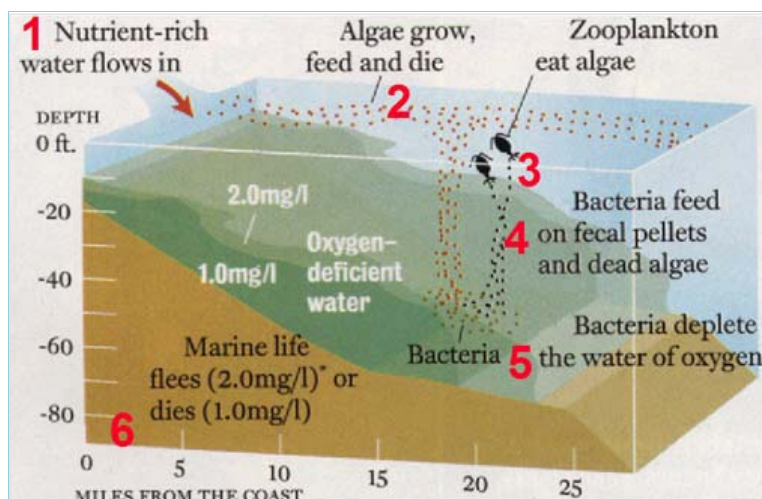 1 Nutrient-rich
water flows in
Algae grow,
feed and die
2
Zooplankton
eat algae
3
DEPTH
0 ft.
-20
-40
-60
-80
2.0mg/l
1.0mg/l
Oxygen-
deficient
water
4
Bacteria feed
on fecal pellets
and dead algae
Bacteria
5
Bacteria deplete
the water of oxygen
Marine life
flees (2.0mg/l)* or
dies (1.0mg/l)
6
0 5 10 15 20 25
MILES FROM THE COAST